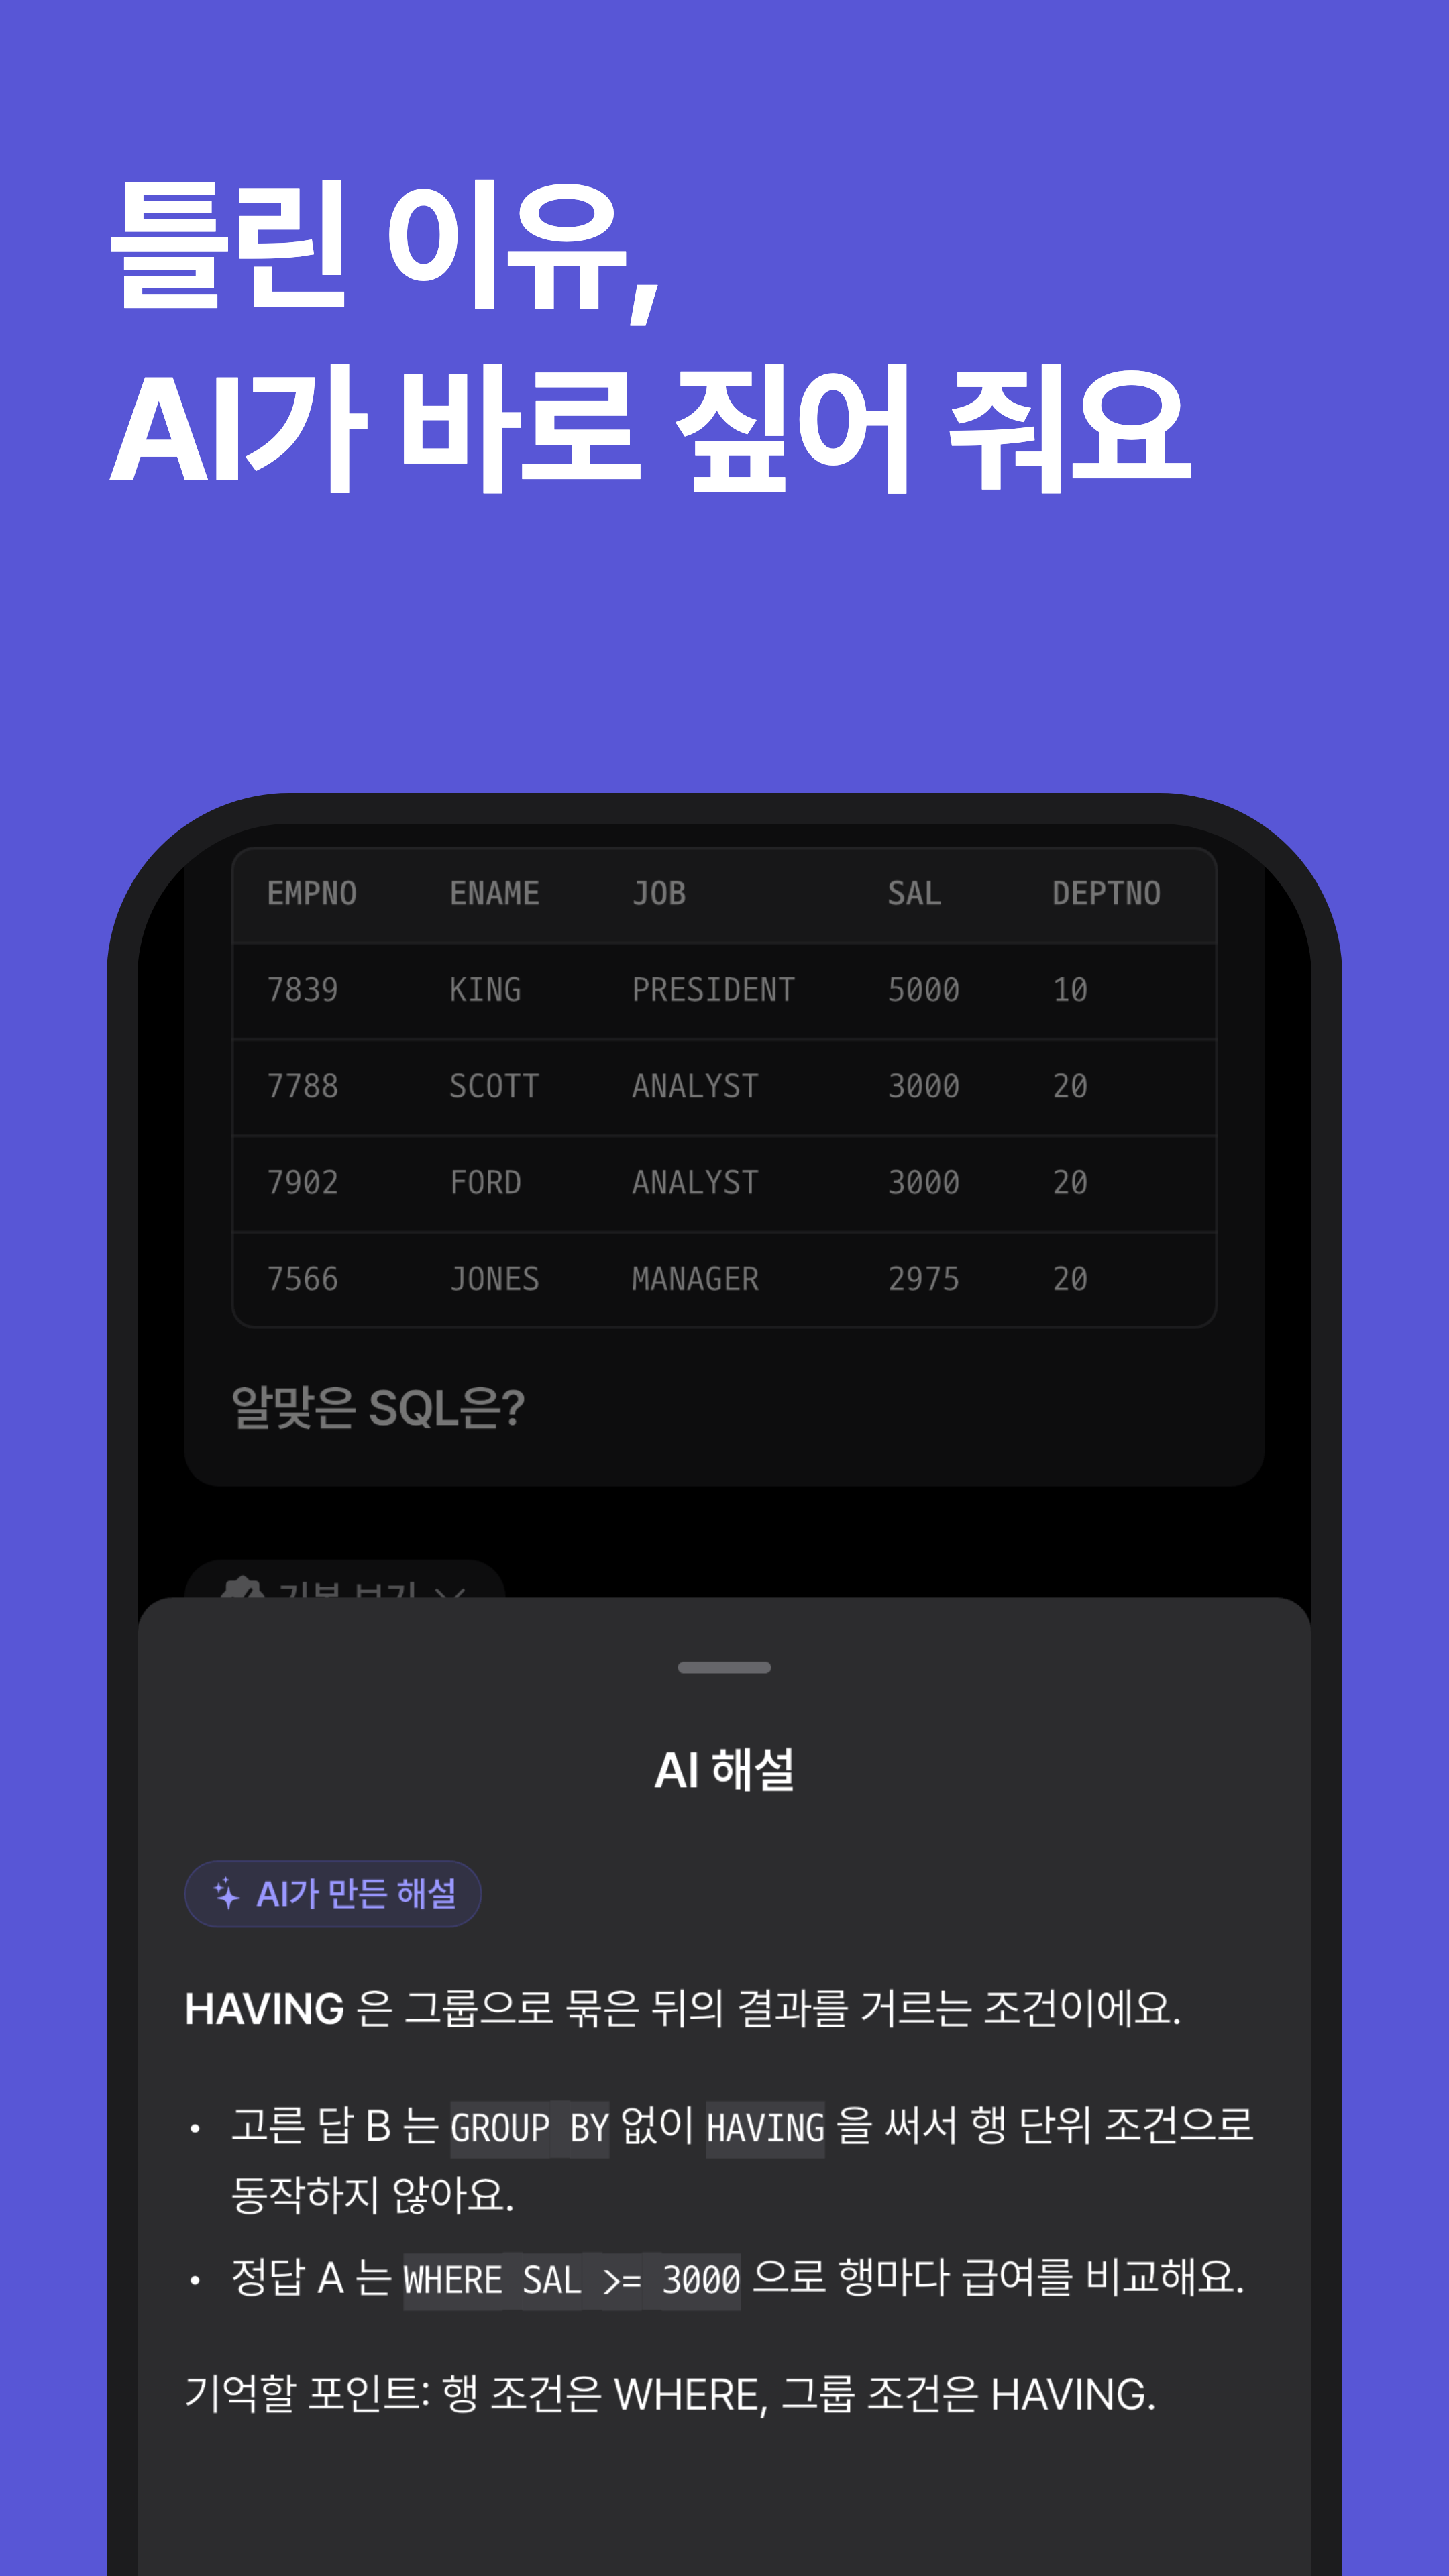 틀린 이유,
AI가 바로 짚어 줘요
EMPNO ENAME JOB SAL DEPTNO
7839 KING PRESIDENT 5000 10
7788 SCOTT ANALYST 3000 20
7902 FORD ANALYST 3000 20
7566 JONES MANAGER 2975 20
알맞은 SQL은?
AI 해설
AI가 만든 해설
HAVING 은 그룹으로 묶은 뒤의 결과를 거르는 조건이에요.
• 고른 답 B 는 GROUP BY 없이 HAVING 을 써서 행 단위 조건으로
동작하지 않아요.
• 정답 A 는 WHERE SAL >= 3000 으로 행마다 급여를 비교해요.
기억할 포인트: 행 조건은 WHERE, 그룹 조건은 HAVING.